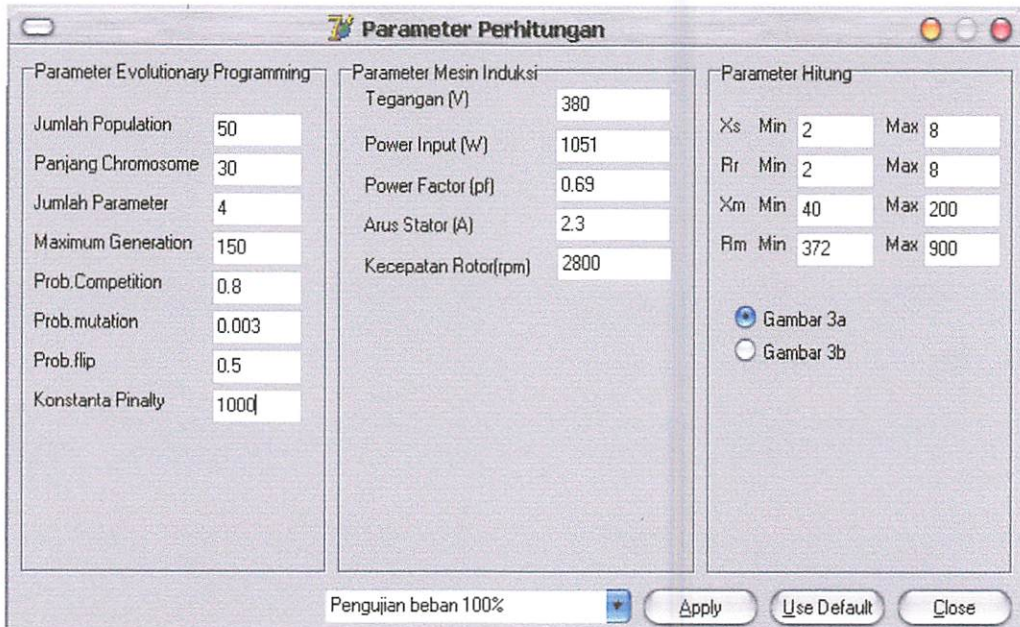 Parameter Perhitungan
Parameter Evolutionary Programming
Jumlah Population 50
Panjang Chromosome 30
Jumlah Parameter 4
Maximum Generation 150
Prob.Competition 0.8
Prob.mutation 0.003
Prob.flip 0.5
Konstanta Pinalty 1000
Parameter Mesin Induksi
Tegangan (V) 380
Power Input (W) 1051
Power Factor (pf) 0.69
Arus Stator (A) 2.3
Kecepatan Rotor(rpm) 2800
Parameter Hitung
Xs Min 2 Max 8
Rr Min 2 Max 8
Xm Min 40 Max 200
Rm Min 372 Max 900
Gambar 3a
Gambar 3b
Pengujian beban 100%
Apply
Use Default
Close